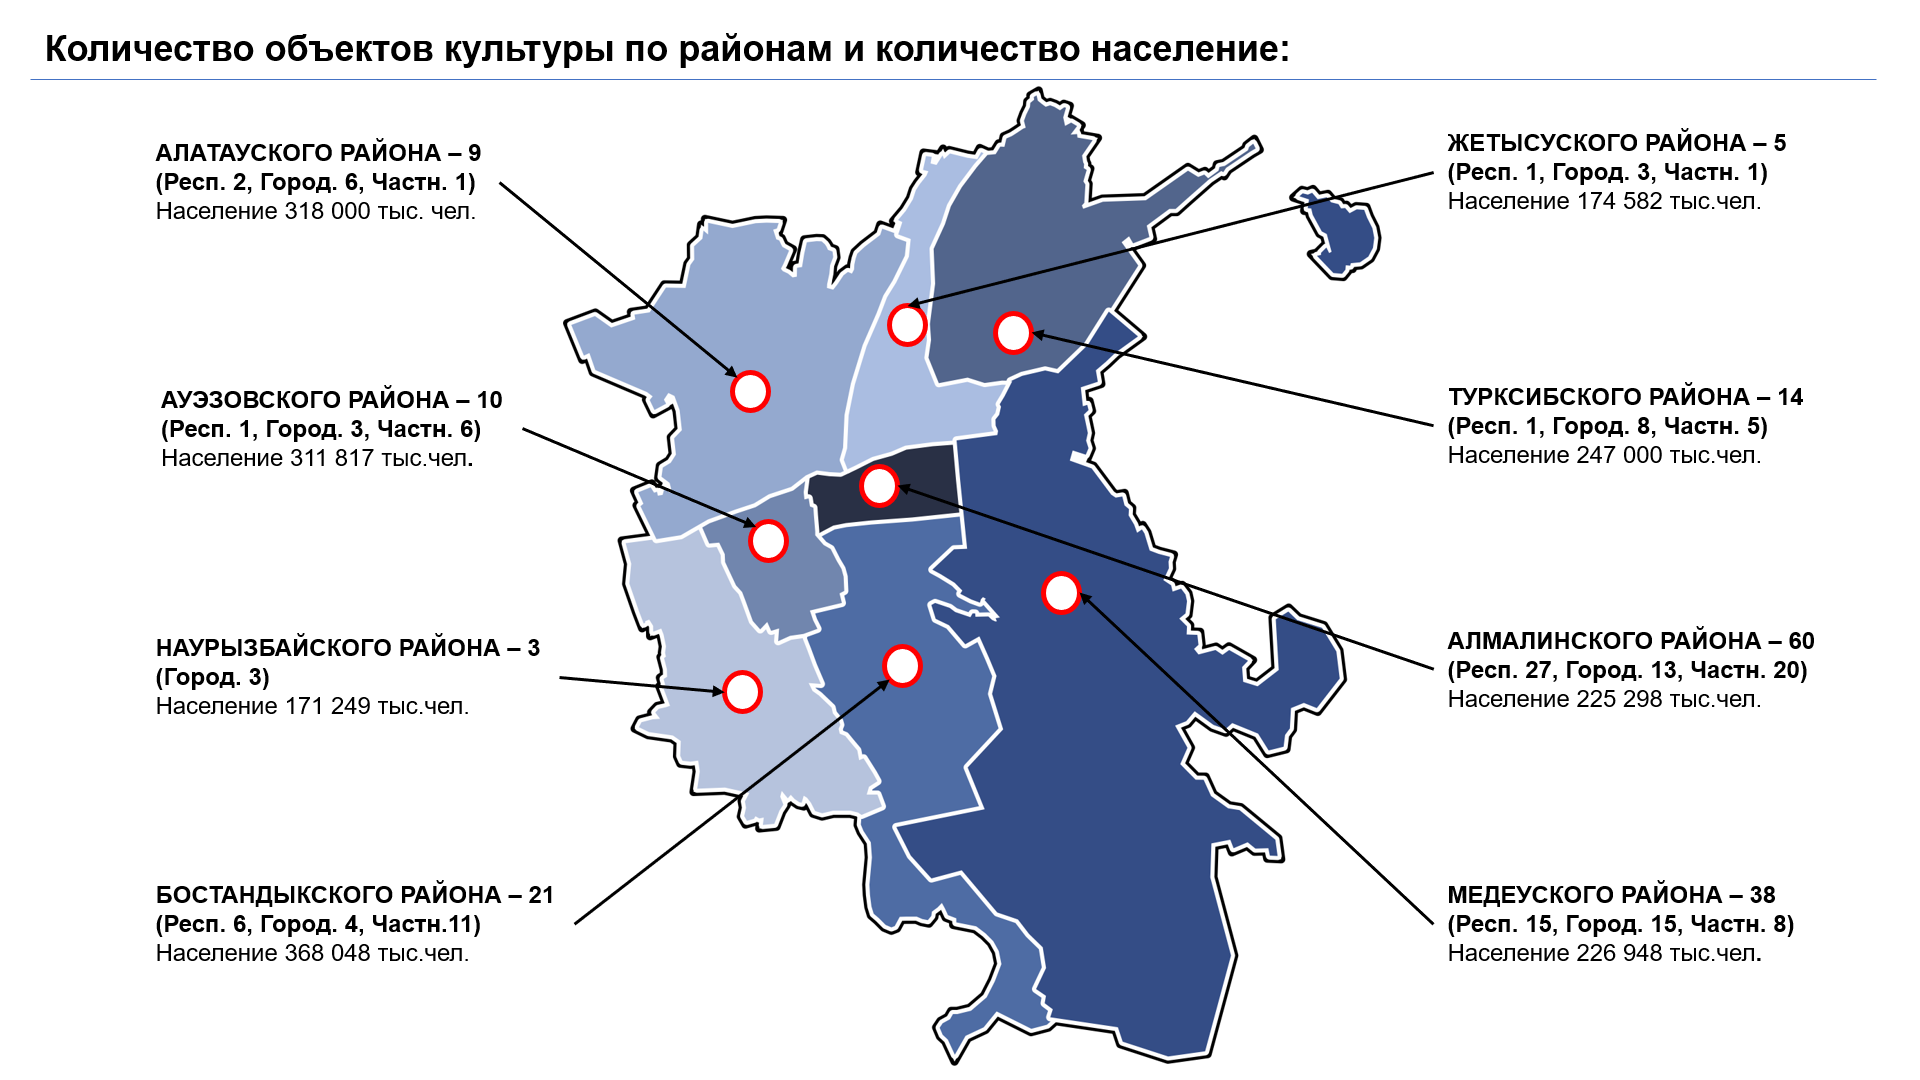 Количество объектов культуры по районам и количество население:
АЛАТАУСКОГО РАЙОНА – 9
(Респ. 2, Город. 6, Частн. 1)
Население 318 000 тыс. чел.
АУЭЗОВСКОГО РАЙОНА – 10
(Респ. 1, Город. 3, Частн. 6)
Население 311 817 тыс.чел.
НАУРЫЗБАЙСКОГО РАЙОНА – 3
(Город. 3)
Население 171 249 тыс.чел.
БОСТАНДЫКСКОГО РАЙОНА – 21
(Респ. 6, Город. 4, Частн.11)
Население 368 048 тыс.чел.
ЖЕТЫСУСКОГО РАЙОНА – 5
(Респ. 1, Город. 3, Частн. 1)
Население 174 582 тыс.чел.
ТУРКСИБСКОГО РАЙОНА – 14
(Респ. 1, Город. 8, Частн. 5)
Население 247 000 тыс.чел.
АЛМАЛИНСКОГО РАЙОНА – 60
(Респ. 27, Город. 13, Частн. 20)
Население 225 298 тыс.чел.
МЕДЕУСКОГО РАЙОНА – 38
(Респ. 15, Город. 15, Частн. 8)
Население 226 948 тыс.чел.